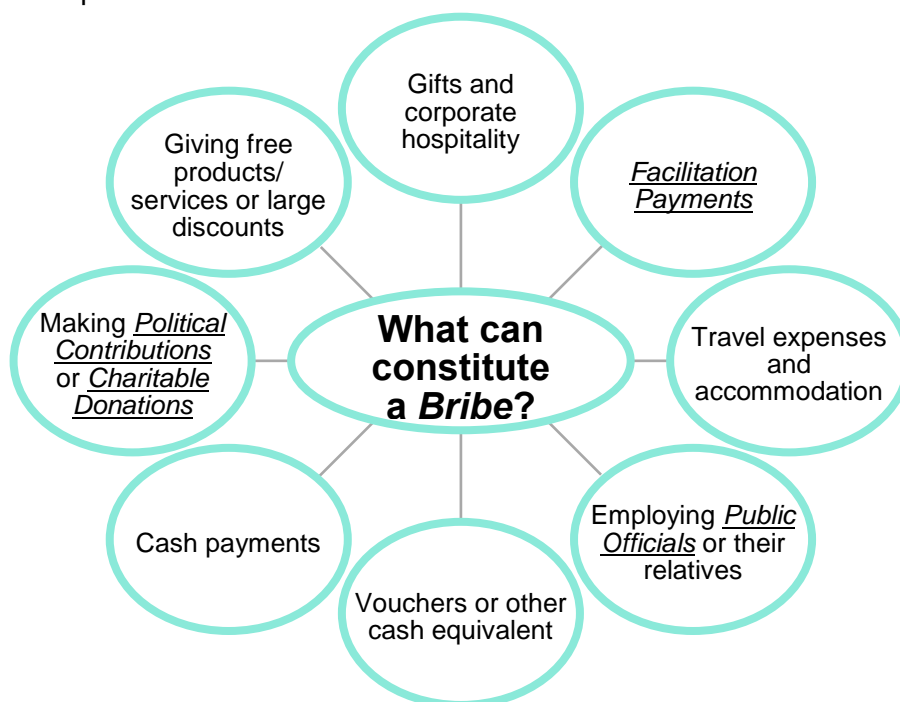 Gifts and
corporate
hospitality
Facilitation
Payments
Travel expenses
and
accommodation
Employing Public
Officials or their
relatives
Vouchers or other
cash equivalent
Cash payments
Making Political
Contributions
or Charitable
Donations
Giving free
products/
services or large
discounts
What can
constitute
a Bribe?